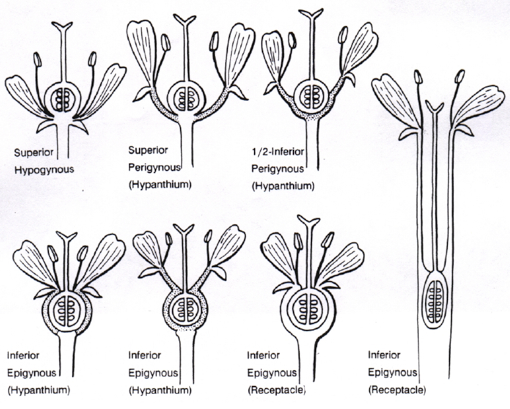 Superior
Hypogynous
Superior
Perigynous
(Hypanthium)
1/2-Inferior
Perigynous
(Hypanthium)
Inferior
Epigynous
(Hypanthium)
Inferior
Epigynous
(Hypanthium)
Inferior
Epigynous
(Receptacle)
Inferior
Epigynous
(Receptacle)